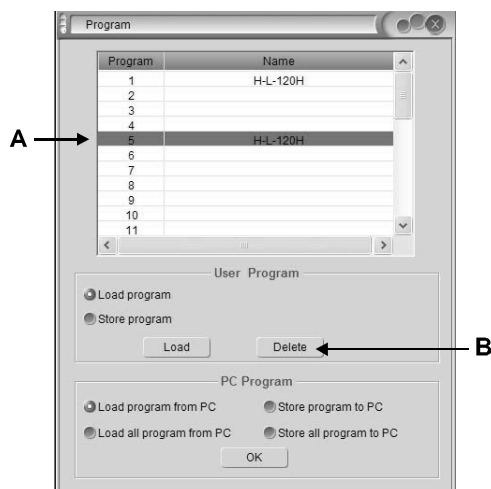 Program
Program Name
1 H-L-120H
2
3
4
A
5 H-L-120H
6
7
8
9
10
11
User Program
Load program
Store program
Load Delete
B
PC Program
Load program from PC Store program to PC
Load all program from PC Store all program to PC
OK